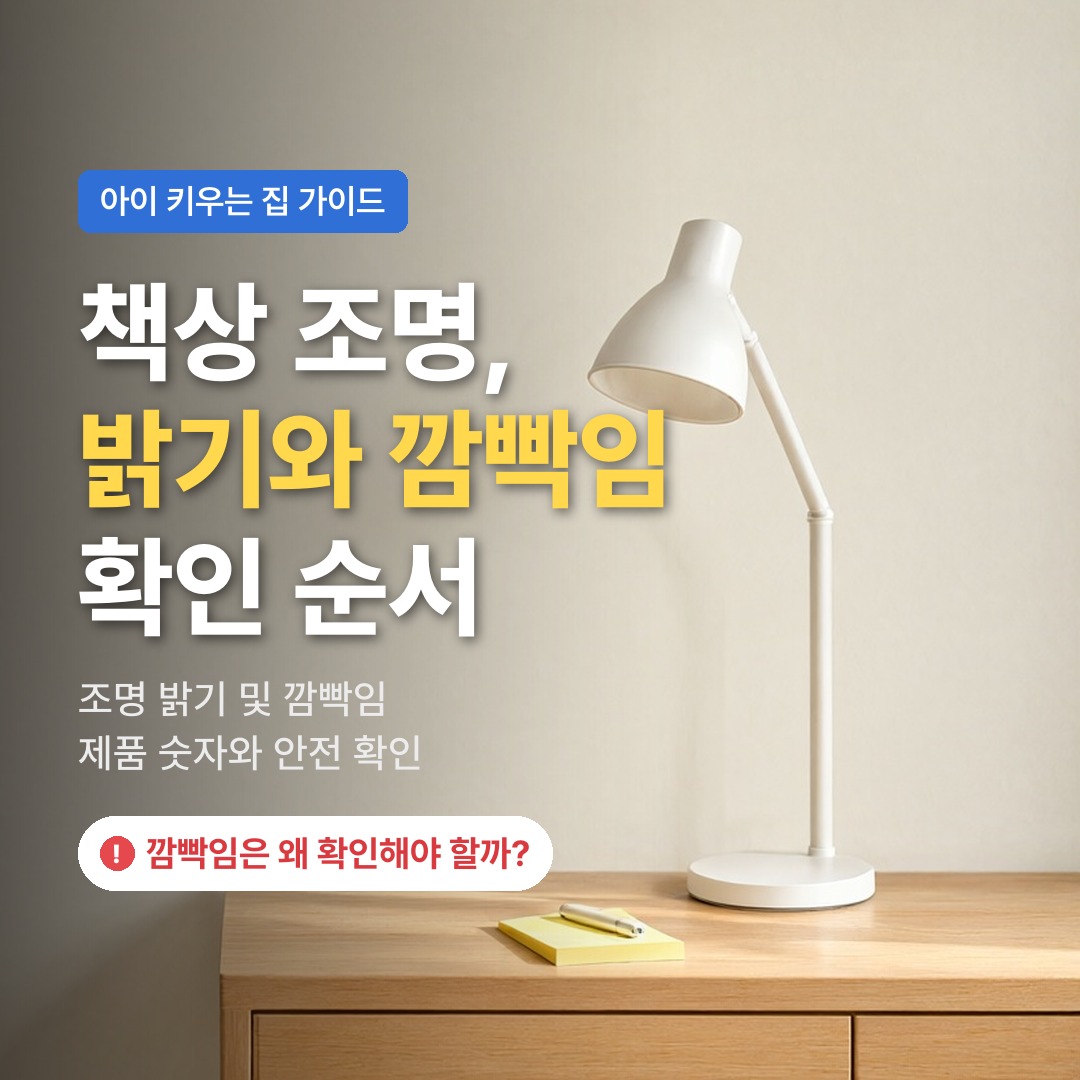 아이 키우는 집 가이드
책상 조명,
밝기와 깜빡임
확인 순서
조명 밝기 및 깜빡임
제품 숫자와 안전 확인
! 깜빡임은 왜 확인해야 할까?